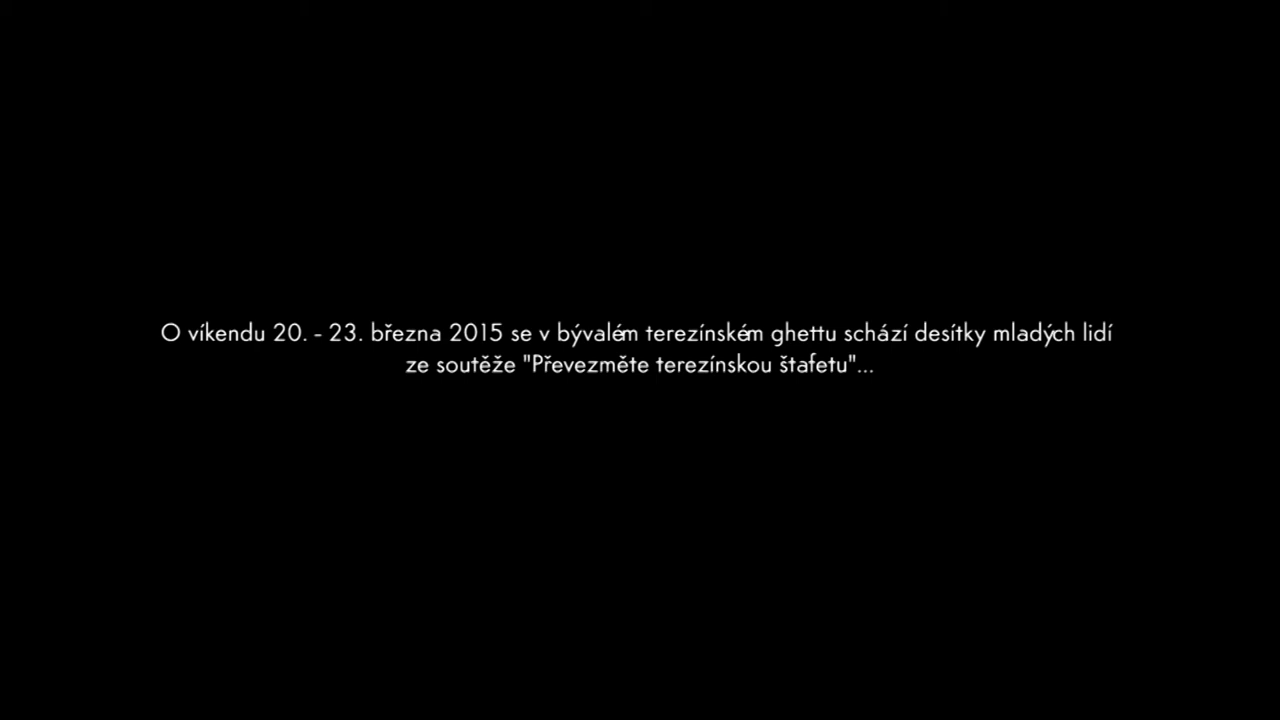 O víkendu 20. - 23. března 2015 se v bývalém terezínském ghettu schází desítky mladých lidí
ze soutěže "Převezměte terezínskou štafetu"...